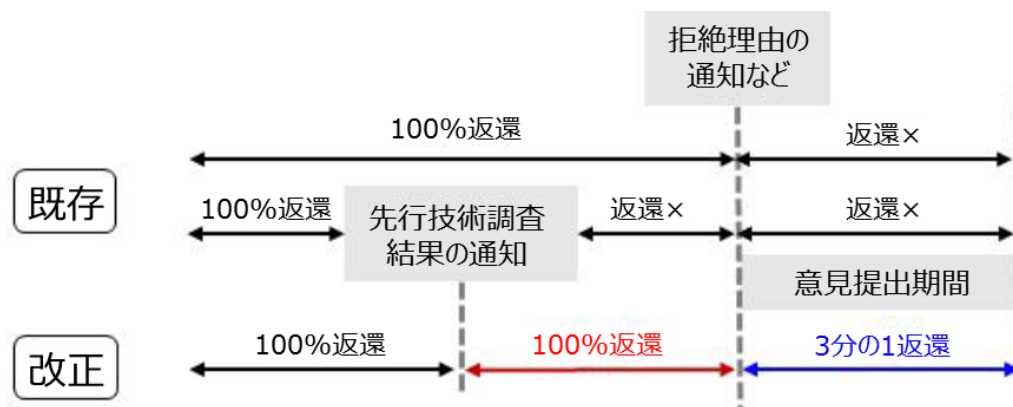 拒絶理由の
通知など
100%返還
返還×
既存
100%返還
先行技術調査
結果の通知
返還×
返還×
意見提出期間
改正
100%返還
100%返還
3分の1返還